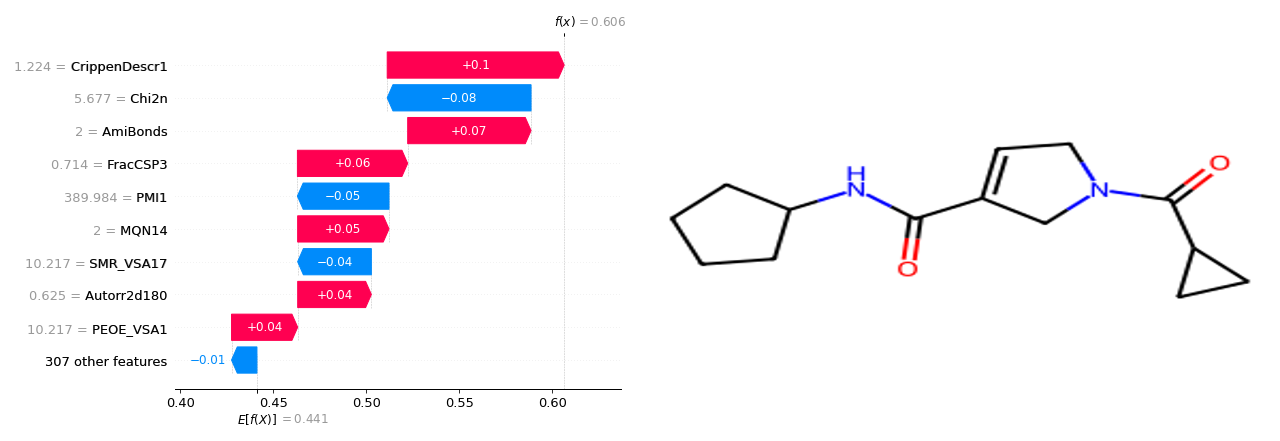 f(x) = 0.606
1.224 = CrippenDescr1
+0.1
5.677 = Chi2n
−0.08
2 = AmiBonds
+0.07
0.714 = FracCSP3
+0.06
389.984 = PMI1
−0.05
2 = MQN14
+0.05
10.217 = SMR_VSA17
−0.04
0.625 = Autorr2d180
+0.04
10.217 = PEOE_VSA1
+0.04
307 other features
−0.01
0.40 0.45 0.50 0.55 0.60
E[f(X)] = 0.441
H
N
O
N
O